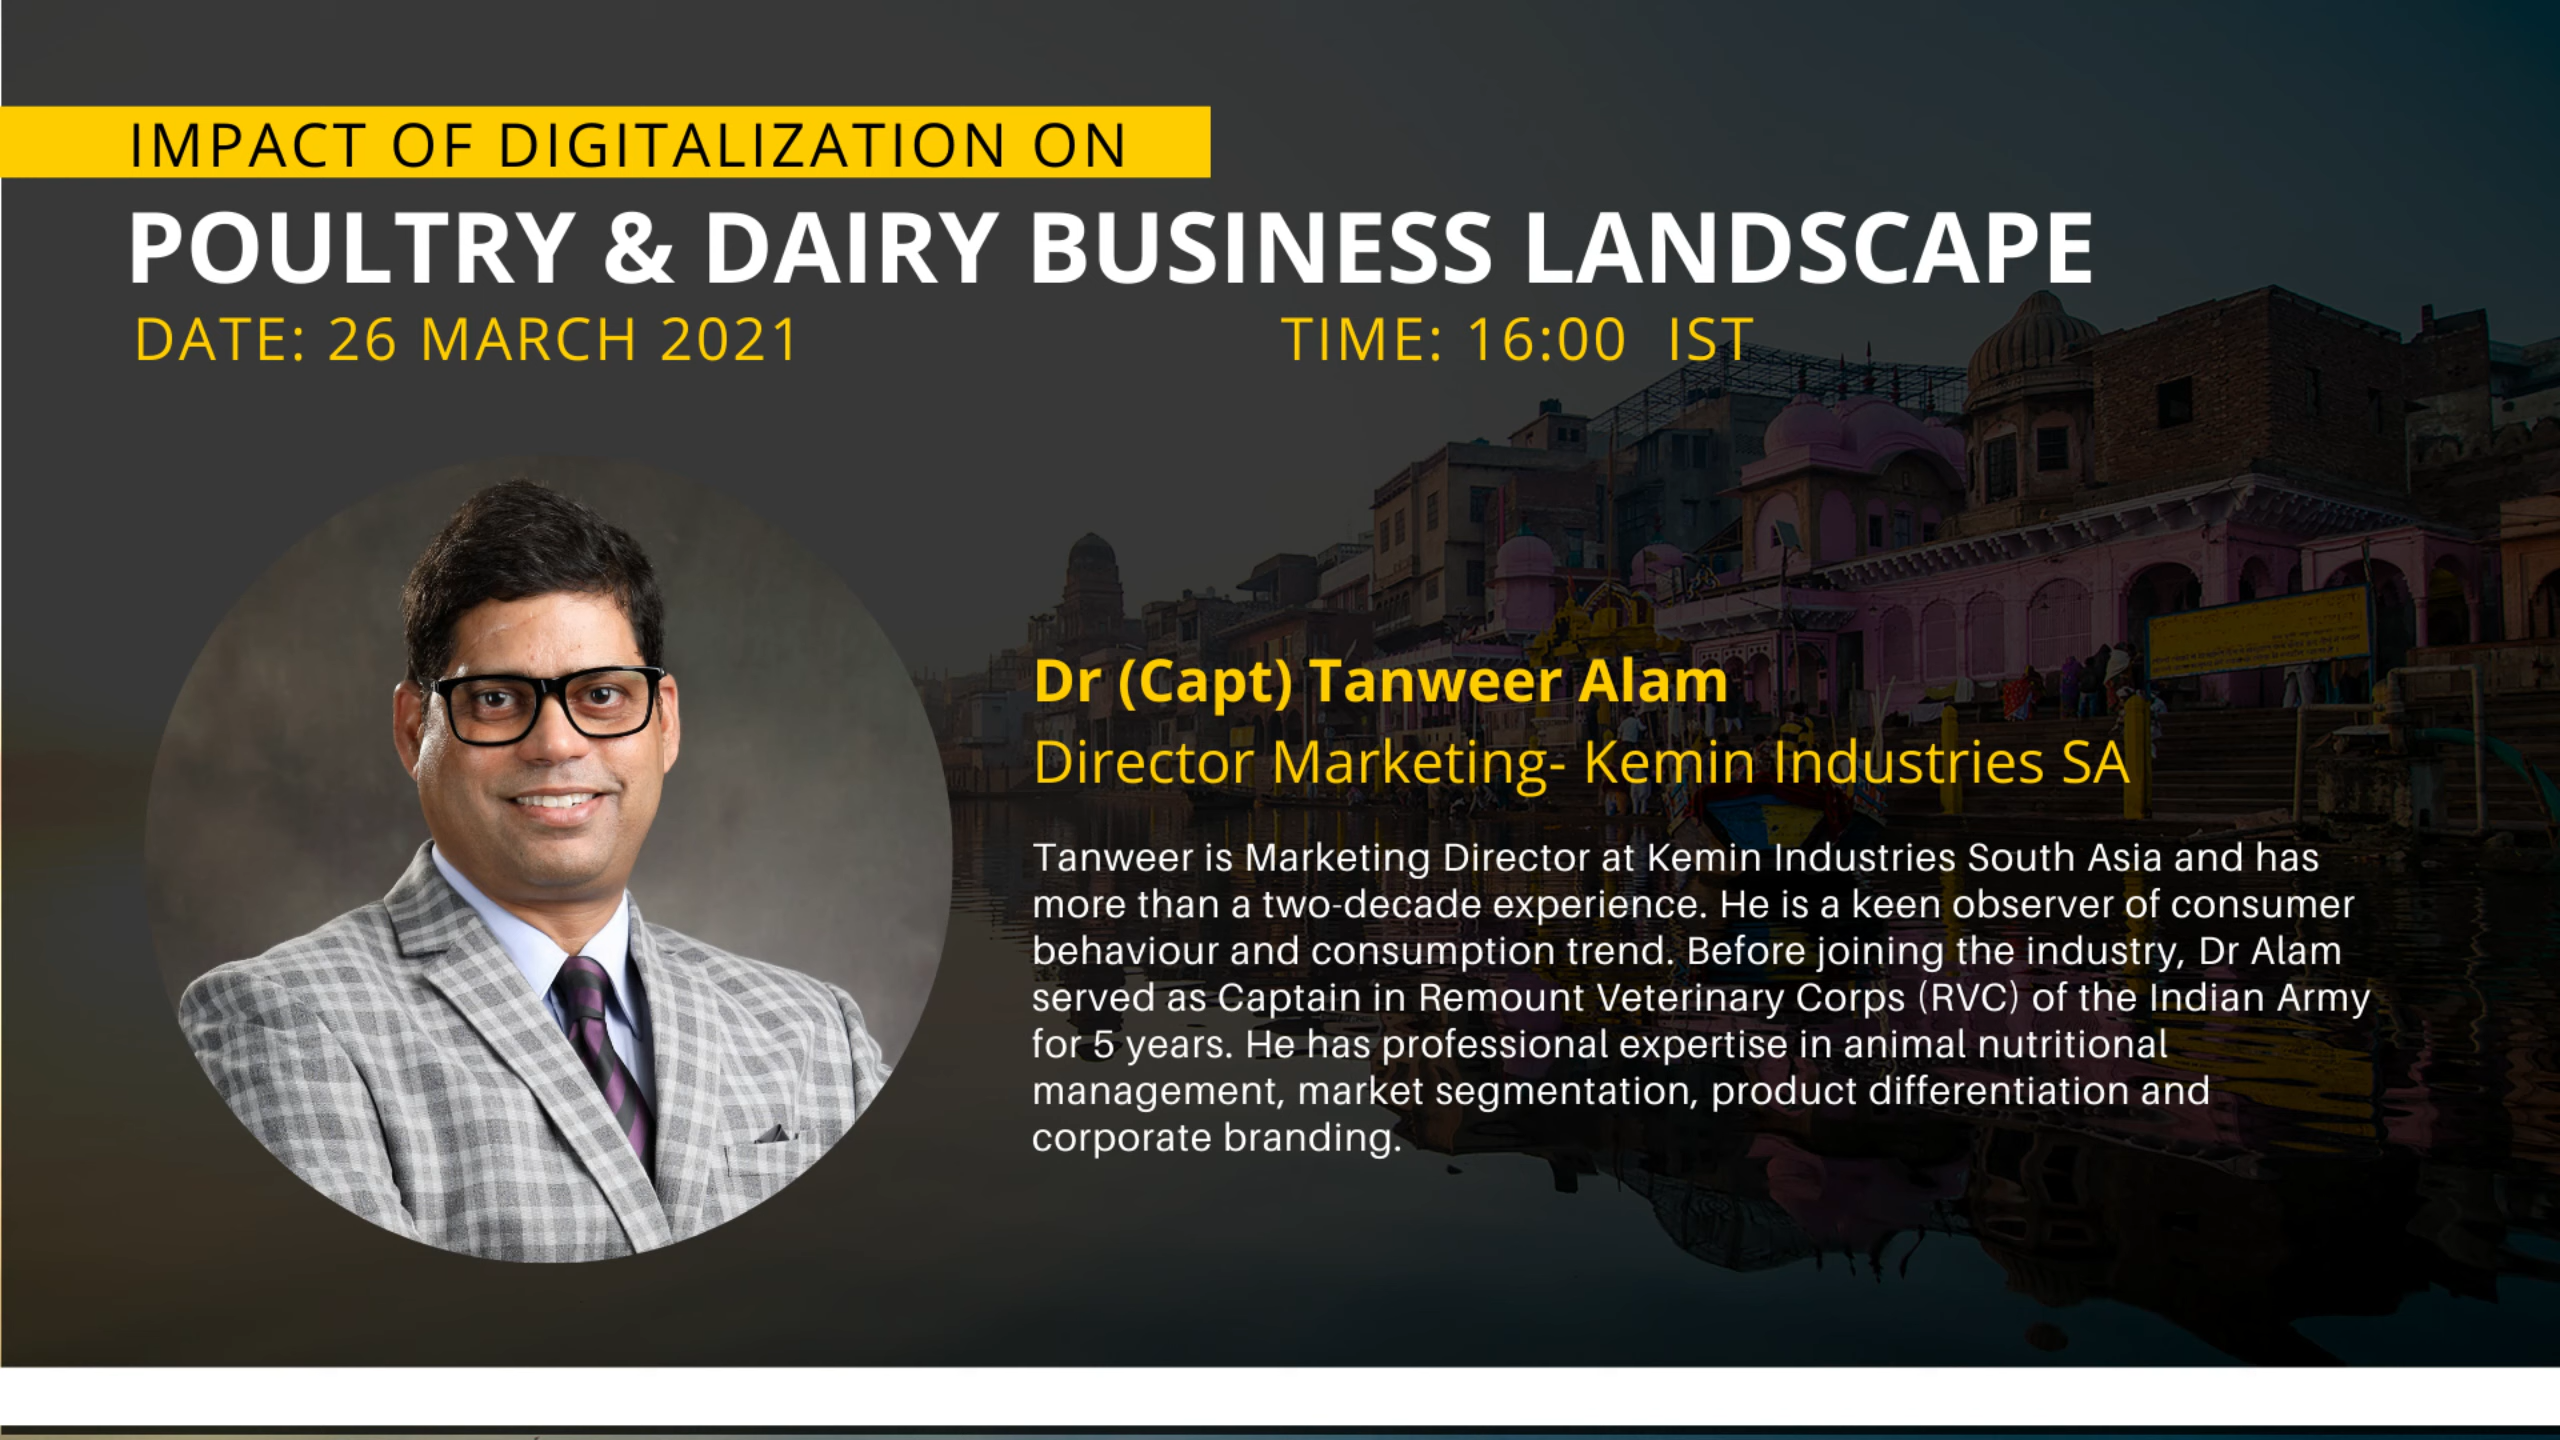 IMPACT OF DIGITALIZATION ON
POULTRY & DAIRY BUSINESS LANDSCAPE
DATE: 26 MARCH 2021 TIME: 16:00 IST
Dr (Capt) Tanweer Alam
Director Marketing- Kemin Industries SA
Tanweer is Marketing Director at Kemin Industries South Asia and has
more than a two-decade experience. He is a keen observer of consumer
behaviour and consumption trend. Before joining the industry, Dr Alam
served as Captain in Remount Veterinary Corps (RVC) of the Indian Army
for 5 years. He has professional expertise in animal nutritional
management, market segmentation, product differentiation and
corporate branding.